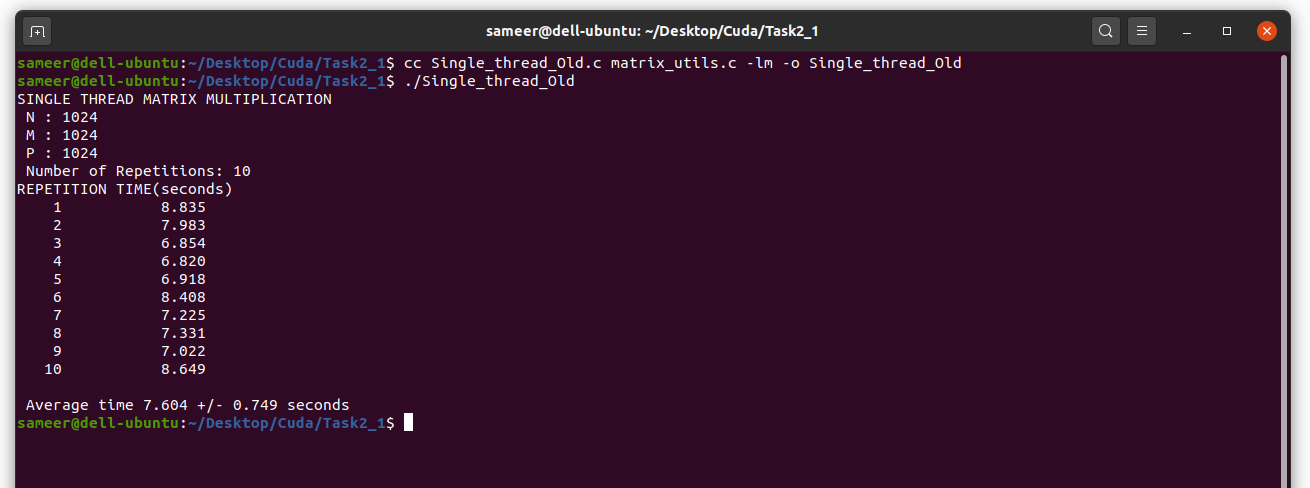 sameer@dell-ubuntu: ~/Desktop/Cuda/Task2_1
sameer@dell-ubuntu:~/Desktop/Cuda/Task2_1$ cc Single_thread_Old.c matrix_utils.c -lm -o Single_thread_Old
sameer@dell-ubuntu:~/Desktop/Cuda/Task2_1$ ./Single_thread_Old
SINGLE THREAD MATRIX MULTIPLICATION
 N : 1024
 M : 1024
 P : 1024
 Number of Repetitions: 10
REPETITION TIME(seconds)
    1           8.835
    2           7.983
    3           6.854
    4           6.820
    5           6.918
    6           8.408
    7           7.225
    8           7.331
    9           7.022
   10           8.649
 Average time 7.604 +/- 0.749 seconds
sameer@dell-ubuntu:~/Desktop/Cuda/Task2_1$